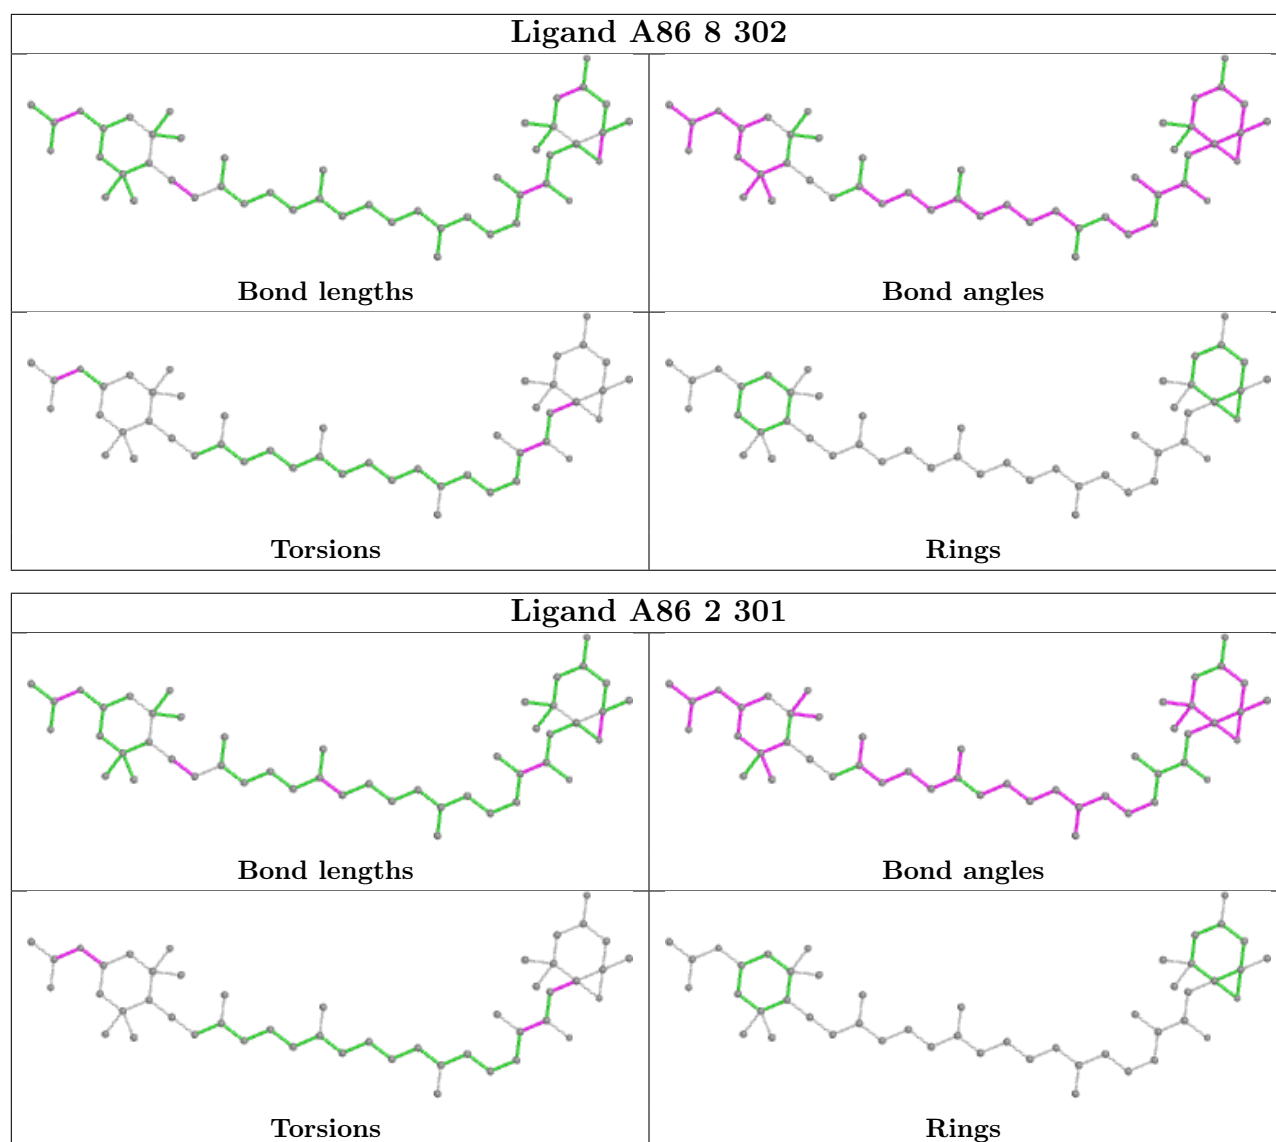 Ligand A86 8 302
Bond lengths
Bond angles
Torsions
Rings
Ligand A86 2 301
Bond lengths
Bond angles
Torsions
Rings